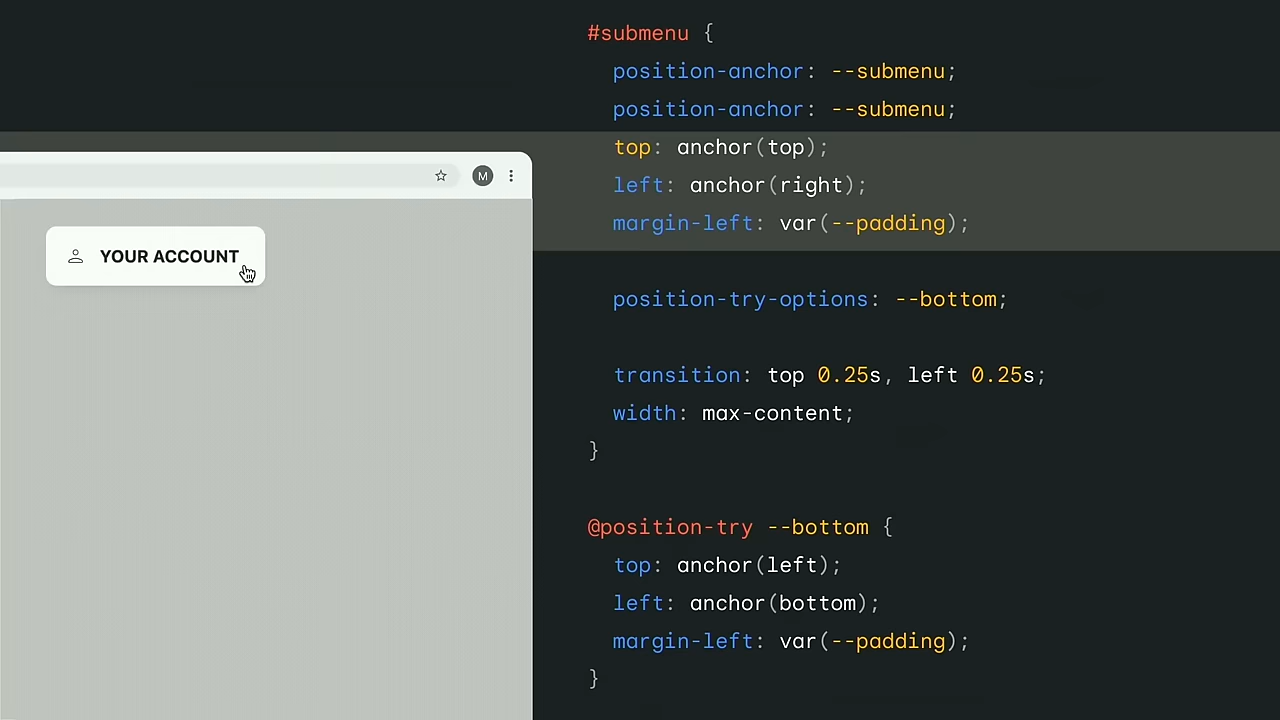 #submenu {
position-anchor: --submenu;
position-anchor: --submenu;
top: anchor(top);
left: anchor(right);
margin-left: var(--padding);
position-try-options: --bottom;
transition: top 0.25s, left 0.25s;
width: max-content;
}
@position-try --bottom {
top: anchor(left);
left: anchor(bottom);
margin-left: var(--padding);
}
M
YOUR ACCOUNT